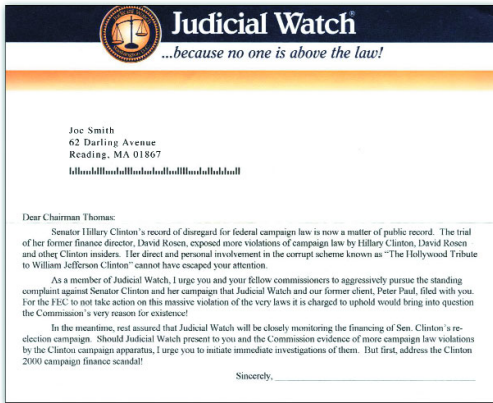 Judicial Watch®
...because no one is above the law!
Joe Smith
62 Darling Avenue
Reading, MA 01867
Dear Chairman Thomas:
Senator Hillary Clinton's record of disregard for federal campaign law is now a matter of public record. The trial
of her former finance director, David Rosen, exposed more violations of campaign law by Hillary Clinton, David Rosen
and other Clinton insiders. Her direct and personal involvement in the corrupt scheme known as "The Hollywood Tribute
to William Jefferson Clinton" cannot have escaped your attention.
As a member of Judicial Watch, I urge you and your fellow commissioners to aggressively pursue the standing
complaint against Senator Clinton and her campaign that Judicial Watch and our former client, Peter Paul, filed with you.
For the FEC to not take action on this massive violation of the very laws it is charged to uphold would bring into question
the Commission's very reason for existence!
In the meantime, rest assured that Judicial Watch will be closely monitoring the financing of Sen. Clinton's re-
election campaign. Should Judicial Watch present to you and the Commission evidence of more campaign law violations
by the Clinton campaign apparatus, I urge you to initiate immediate investigations of them. But first, address the Clinton
2000 campaign finance scandal!
Sincerely,